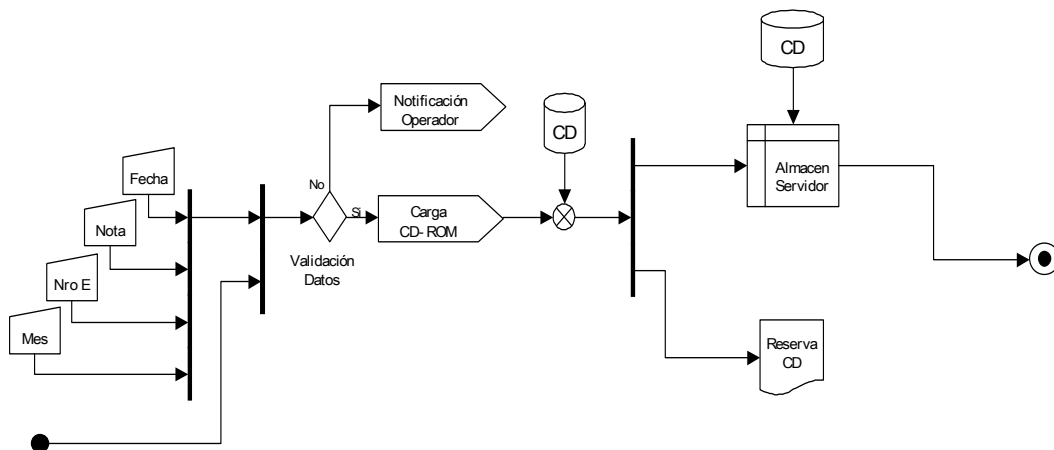 CD
Notificación
Operador
CD
Almacen
Servidor
Fecha
No
Si
Carga
CD-ROM
Nota
Validación
Datos
Nro E
Mes
Reserva
CD